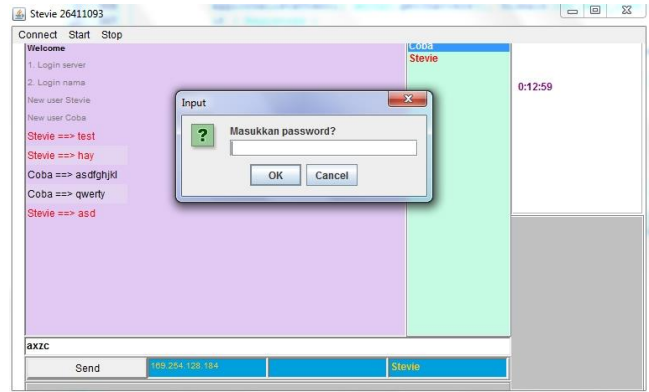 Stevie 26411093
Connect Start Stop
Welcome
1. Login server
2. Login nama
New user Stevie
New user Coba
Stevie ==> test
Stevie ==> hay
Coba ==> asdfghjkl
Coba ==> qwerty
Stevie ==> asd
Coba
Stevie
0:12:59
Input
Masukkan password?
OK Cancel
axzc
Send 169.254.128.184 Stevie